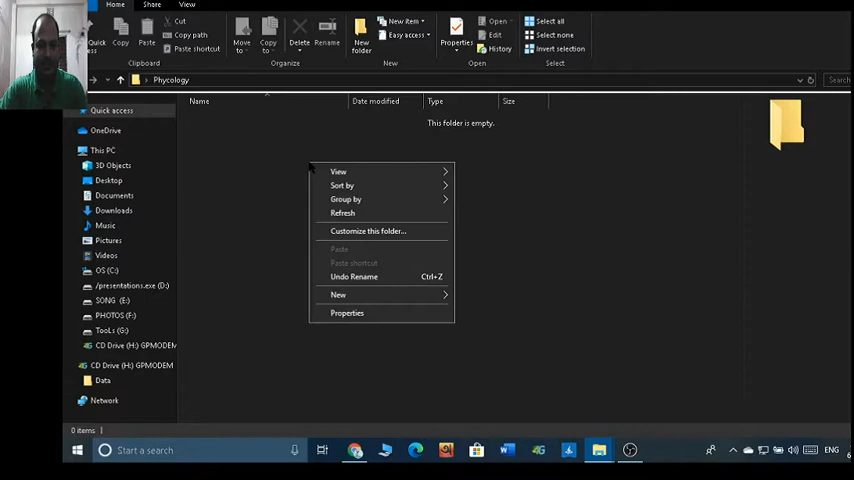 Home Share View
Cut
Copy path
Paste shortcut
Quick
Copy
Paste
Move to
Copy to
Delete
Rename
New folder
New item
Easy access
Properties
Open
Edit
History
Select all
Select none
Invert selection
Clipboard Organize New Open Select
Phycology
Search
Name Date modified Type Size
This folder is empty.
Quick access
OneDrive
This PC
3D Objects
Desktop
Documents
Downloads
Music
Pictures
Videos
OS (C:)
/presentations.exe (D:)
SONG (E:)
PHOTOS (F:)
TooLs (G:)
CD Drive (H:) GPMODEM
CD Drive (H:) GPMODEM
Data
Network
View
Sort by
Group by
Refresh
Customize this folder...
Paste
Paste shortcut
Undo Rename Ctrl+Z
New
Properties
0 items
Start a search
4G
ENG